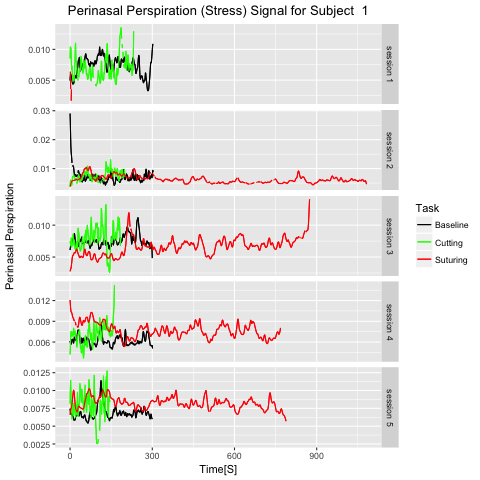 Perinasal Perspiration (Stress) Signal for Subject 1
0.010
0.005
session 1
0.03
0.02
0.01
session 2
0.010
0.005
session 3
0.012
0.009
0.006
session 4
0.0125
0.0100
0.0075
0.0050
0.0025
session 5
0
300
600
900
Time[S]
Perinasal Perspiration
Task
Baseline
Cutting
Suturing